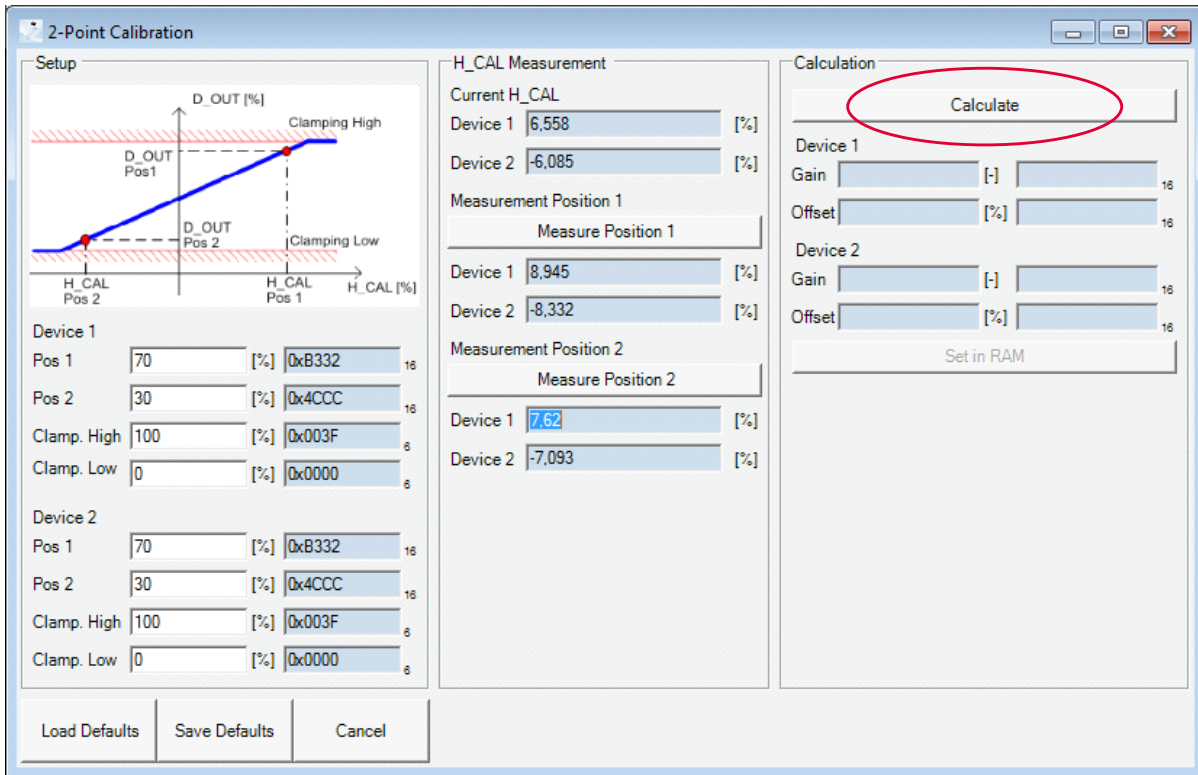 2-Point Calibration
Setup
D_OUT [%]
Clamping High
D_OUT
Pos1
D_OUT
Pos 2
Clamping Low
H_CAL
Pos 2
H_CAL
Pos 1
H_CAL [%]
Device 1
Pos 1 70 [%] 0xB332 16
Pos 2 30 [%] 0x4CCC 16
Clamp. High 100 [%] 0x003F 6
Clamp. Low 0 [%] 0x0000 6
Device 2
Pos 1 70 [%] 0xB332 16
Pos 2 30 [%] 0x4CCC 16
Clamp. High 100 [%] 0x003F 6
Clamp. Low 0 [%] 0x0000 6
H_CAL Measurement
Current H_CAL
Device 1 6,558 [%]
Device 2 -6,085 [%]
Measurement Position 1
Measure Position 1
Device 1 8,945 [%]
Device 2 -8,332 [%]
Measurement Position 2
Measure Position 2
Device 1 7,62 [%]
Device 2 -7,093 [%]
Calculation
Calculate
Device 1
Gain [-] 16
Offset [%] 16
Device 2
Gain [-] 16
Offset [%] 16
Set in RAM
Load Defaults Save Defaults Cancel